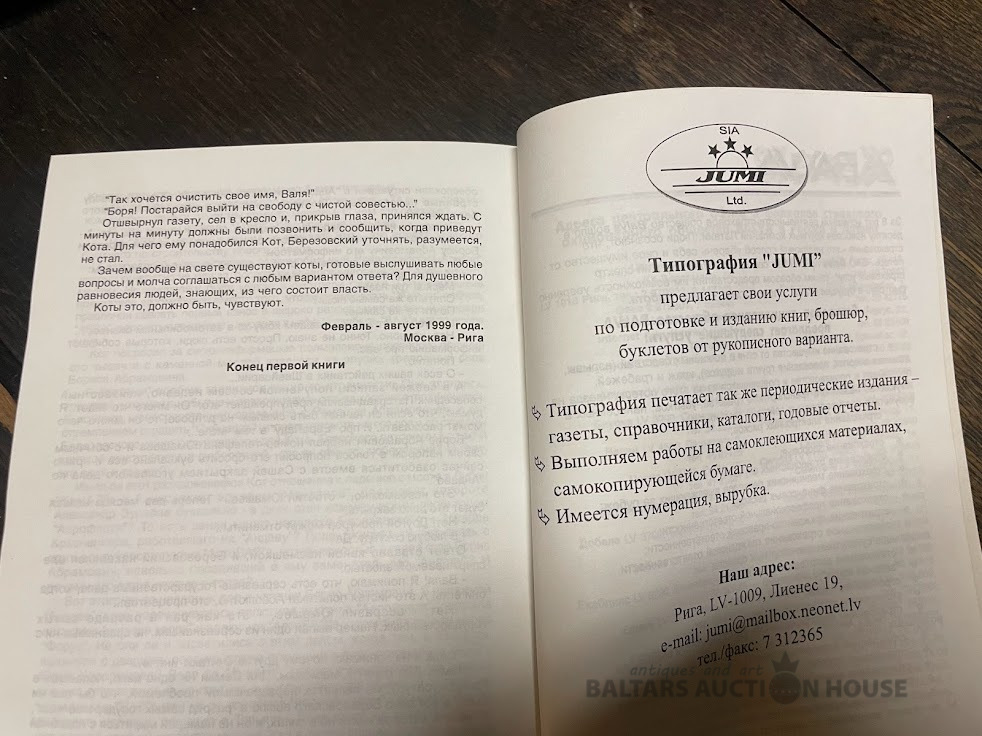 "Так хочется очистить свое имя, Валя!"
"Боря! Постарайся выйти на свободу с чистой совестью..."
Отшвырнул газету, сел в кресло и, прикрыв глаза, принялся ждать. С
минуты на минуту должны были позвонить и сообщить, когда приведут
Кота. Для чего ему понадобился Кот, Березовский уточнять, разумеется,
не стал.
Зачем вообще на свете существуют коты, готовые выслушивать любые
вопросы и молча соглашаться с любым вариантом ответа? Для душевного
равновесия людей, знающих, из чего состоит власть.
Коты это, должно быть, чувствуют.
Февраль - август 1999 года.
Москва - Рига
Конец первой книги
SIA
JUMI
Ltd.
Типография "JUMI"
предлагает свои услуги
по подготовке и изданию книг, брошюр,
буклетов от рукописного варианта.
Типография печатает так же периодические издания –
газеты, справочники, каталоги, годовые отчеты.
Выполняем работы на самоклеющихся материалах,
самокопирующейся бумаге.
Имеется нумерация, вырубка.
Наш адрес:
Рига, LV-1009, Лиенес 19,
e-mail: jumi@mailbox.neonet.lv
тел./факс: 7 312365
antiques and art
BALTARS AUCTION HOUSE